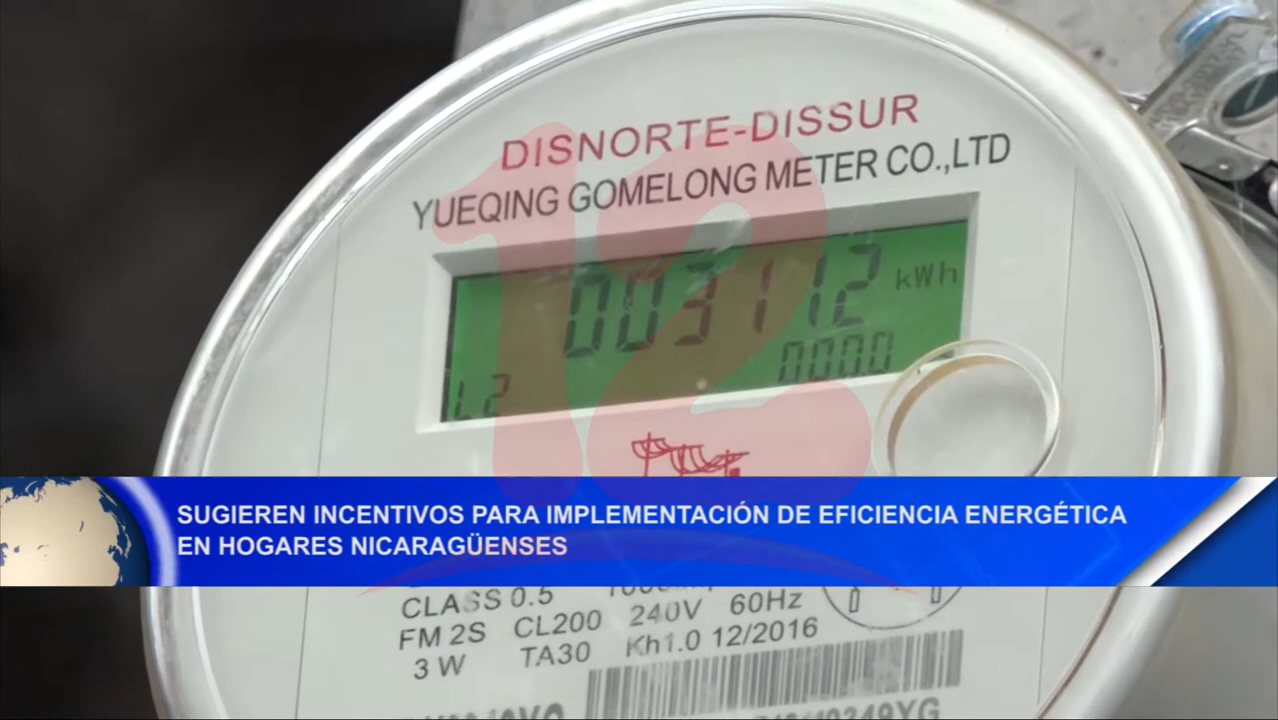 DISNORTE-DISSUR
YUEQING GOMELONG METER CO.,LTD
003112 kWh
0000
L2
12
SUGIEREN INCENTIVOS PARA IMPLEMENTACIÓN DE EFICIENCIA ENERGÉTICA
EN HOGARES NICARAGÜENSES
CLASS 0.5
FM 2S CL200 240V 60Hz
3 W TA30 Kh1.0 12/2016